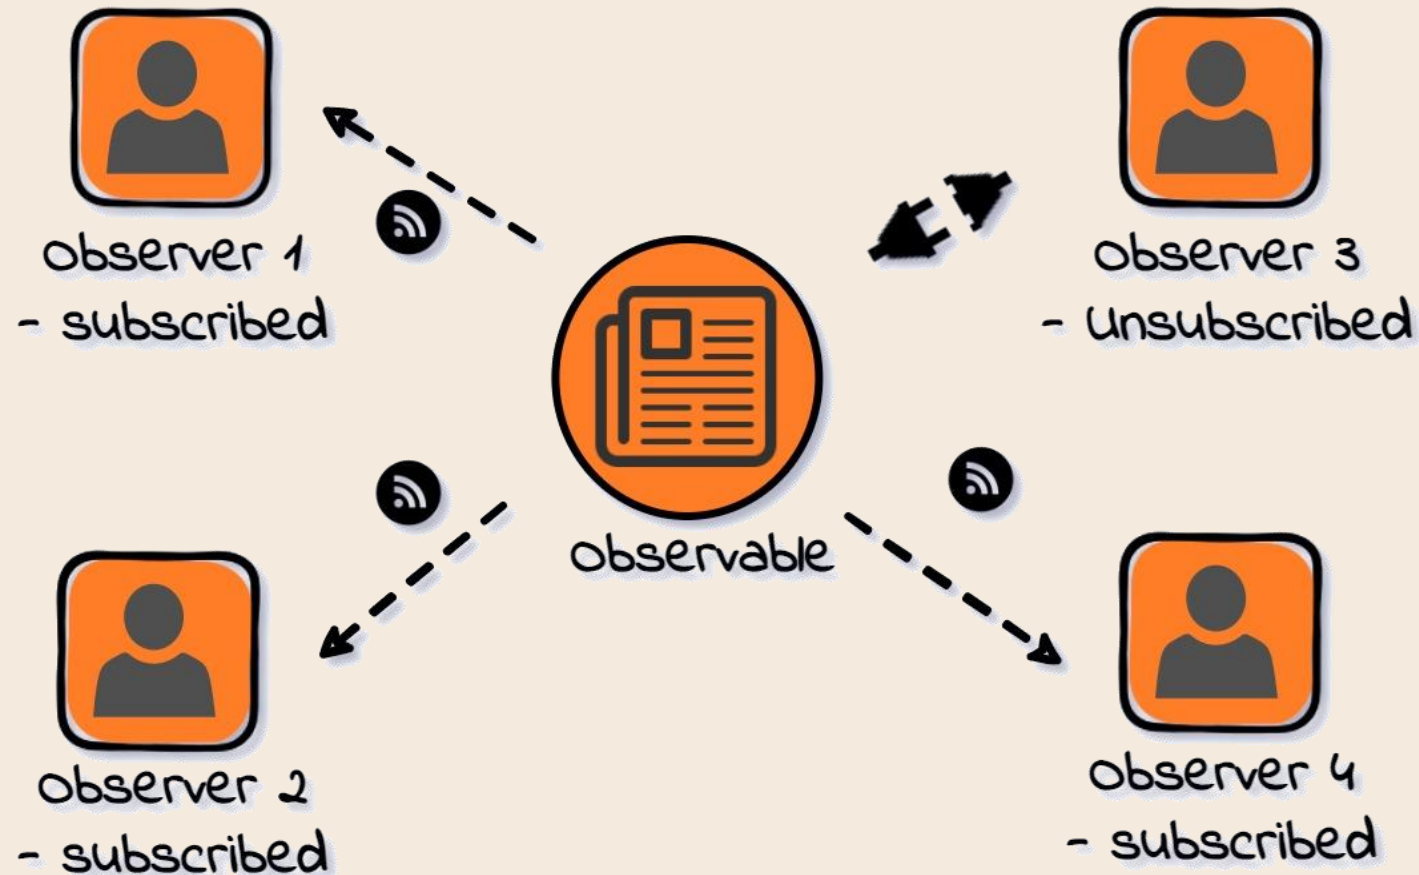 Observer 1
- subscribed
Observer 3
- Unsubscribed
Observable
Observer 2
- subscribed
Observer 4
- subscribed